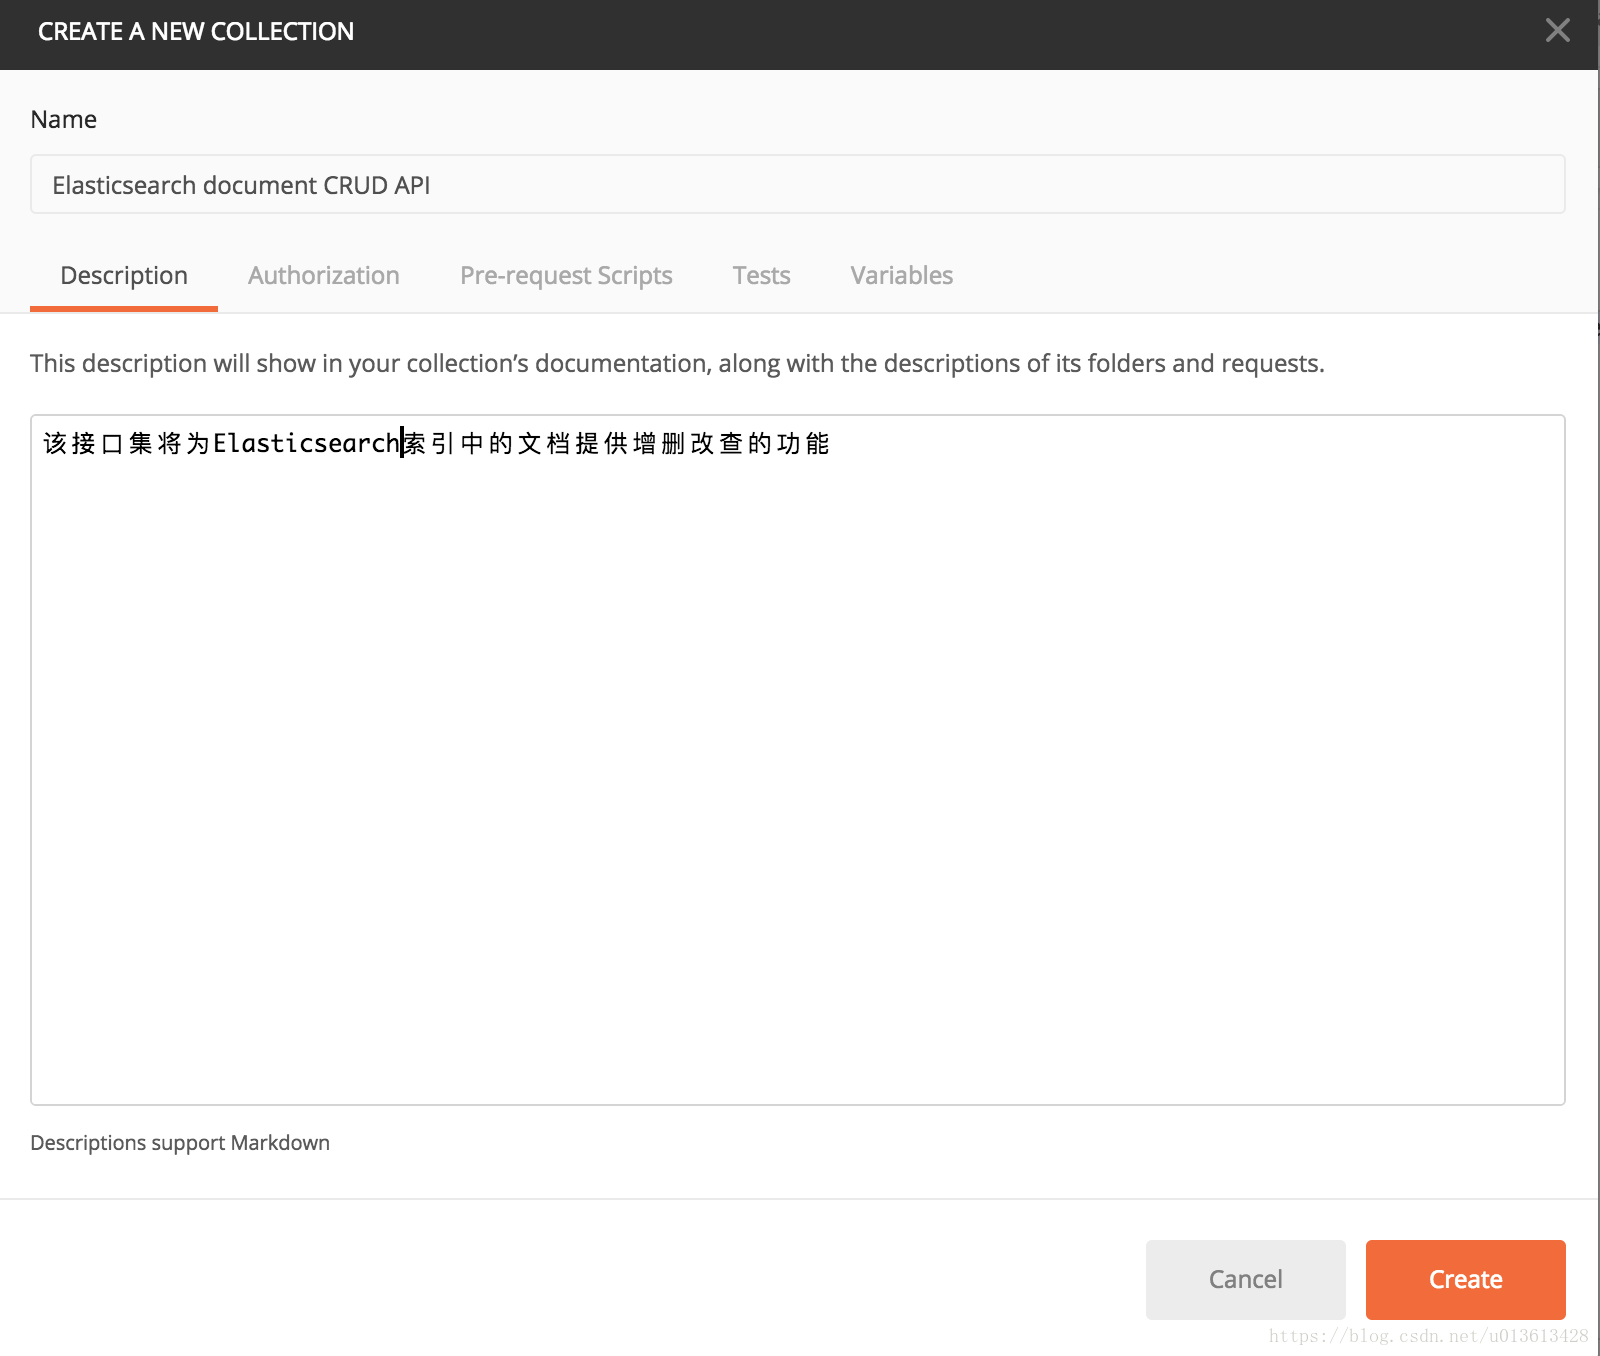 CREATE A NEW COLLECTION
Name
Elasticsearch document CRUD API
Description Authorization Pre-request Scripts Tests Variables
This description will show in your collection’s documentation, along with the descriptions of its folders and requests.
该接口集将为Elasticsearch索引中的文档提供增删改查的功能
Descriptions support Markdown
Cancel Create
https://blog.csdn.net/u013613428